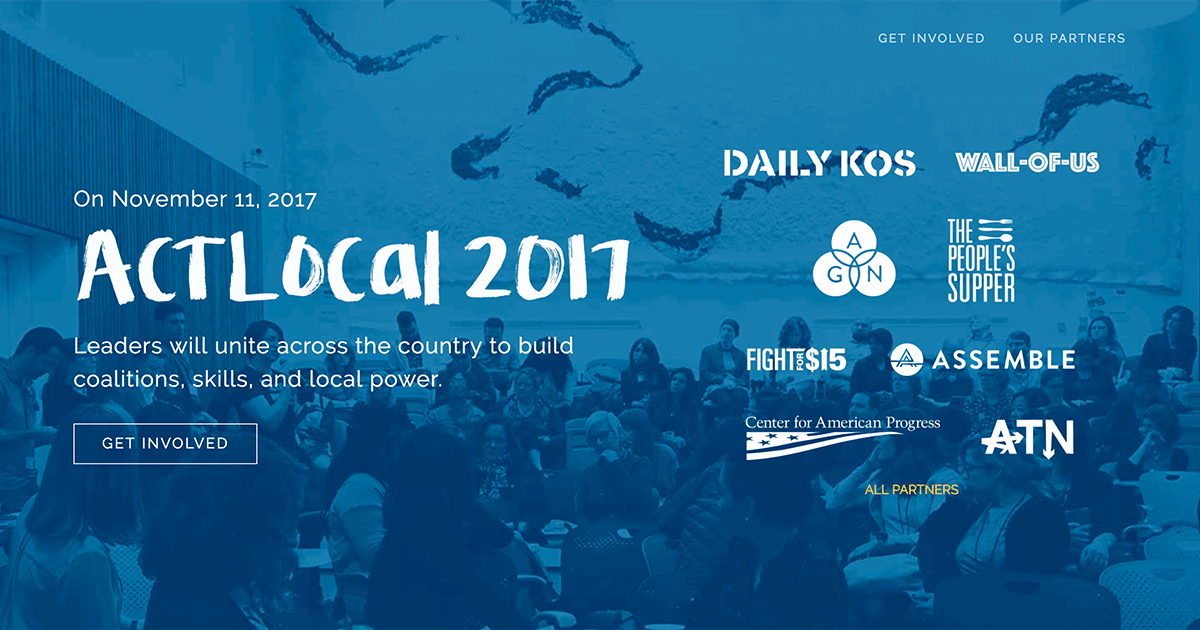 GET INVOLVED OUR PARTNERS
On November 11, 2017
ACTLOCAL 2017
Leaders will unite across the country to build
coalitions, skills, and local power.
GET INVOLVED
DAILY KOS WALL-OF-US
A
G N
THE
PEOPLE'S
SUPPER
FIGHT FOR $15 ASSEMBLE
Center for American Progress
ATN
ALL PARTNERS